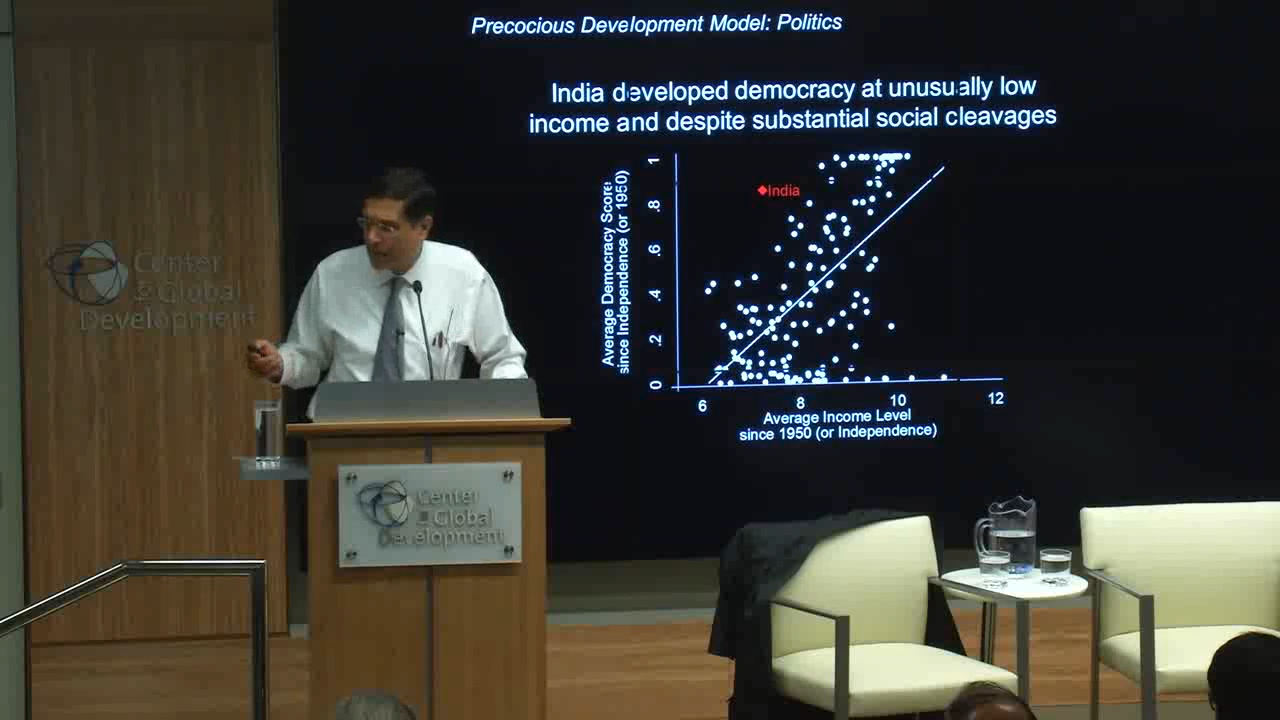 Precocious Development Model: Politics
India developed democracy at unusually low
income and despite substantial social cleavages
Average Democracy Score
since Independence (or 1950)
1
.8
.6
.4
.2
0
India
6
8
10
12
Average Income Level
since 1950 (or Independence)
Center
for Global
Development
Center
for Global
Development